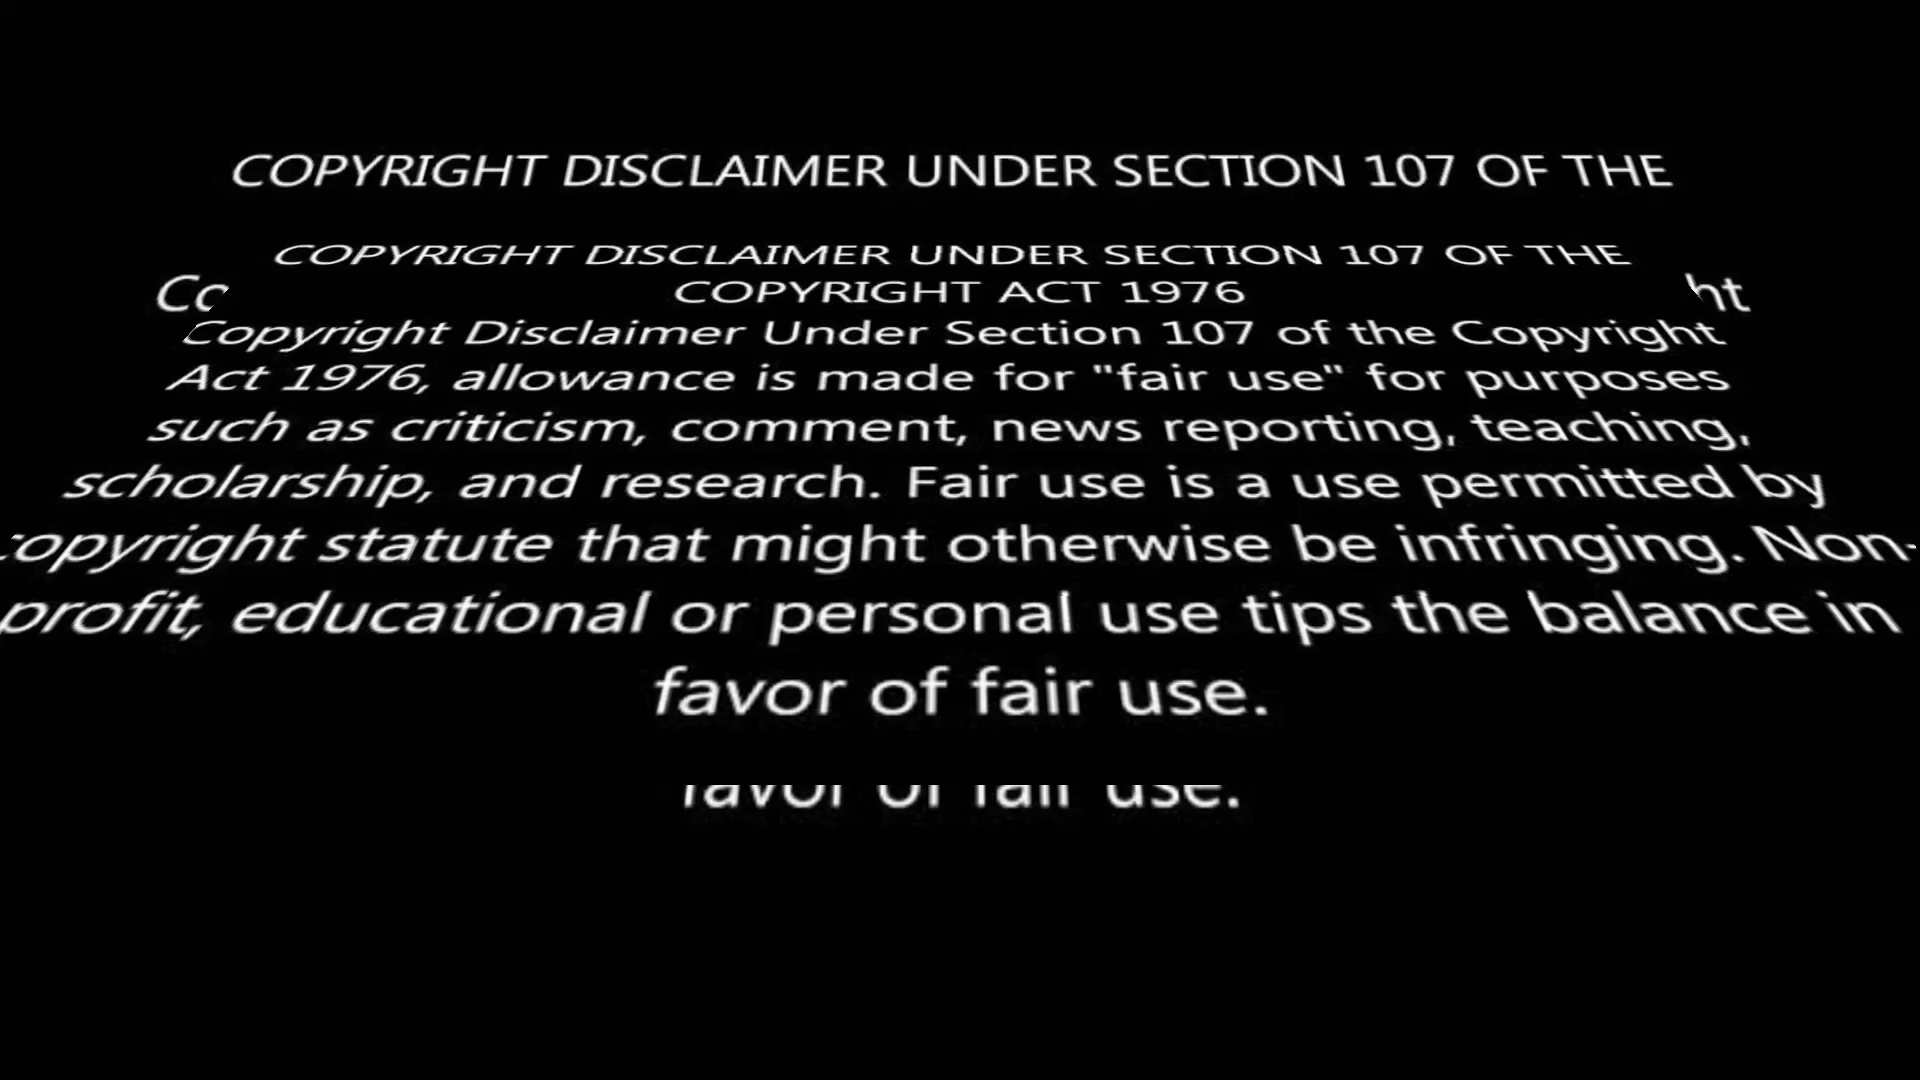 COPYRIGHT DISCLAIMER UNDER SECTION 107 OF THE
COPYRIGHT DISCLAIMER UNDER SECTION 107 OF THE
COPYRIGHT ACT 1976
Copyright Disclaimer Under Section 107 of the Copyright
Act 1976, allowance is made for "fair use" for purposes
such as criticism, comment, news reporting, teaching,
scholarship, and research. Fair use is a use permitted by
copyright statute that might otherwise be infringing. Non-
profit, educational or personal use tips the balance in
favor of fair use.
favor of fair use.